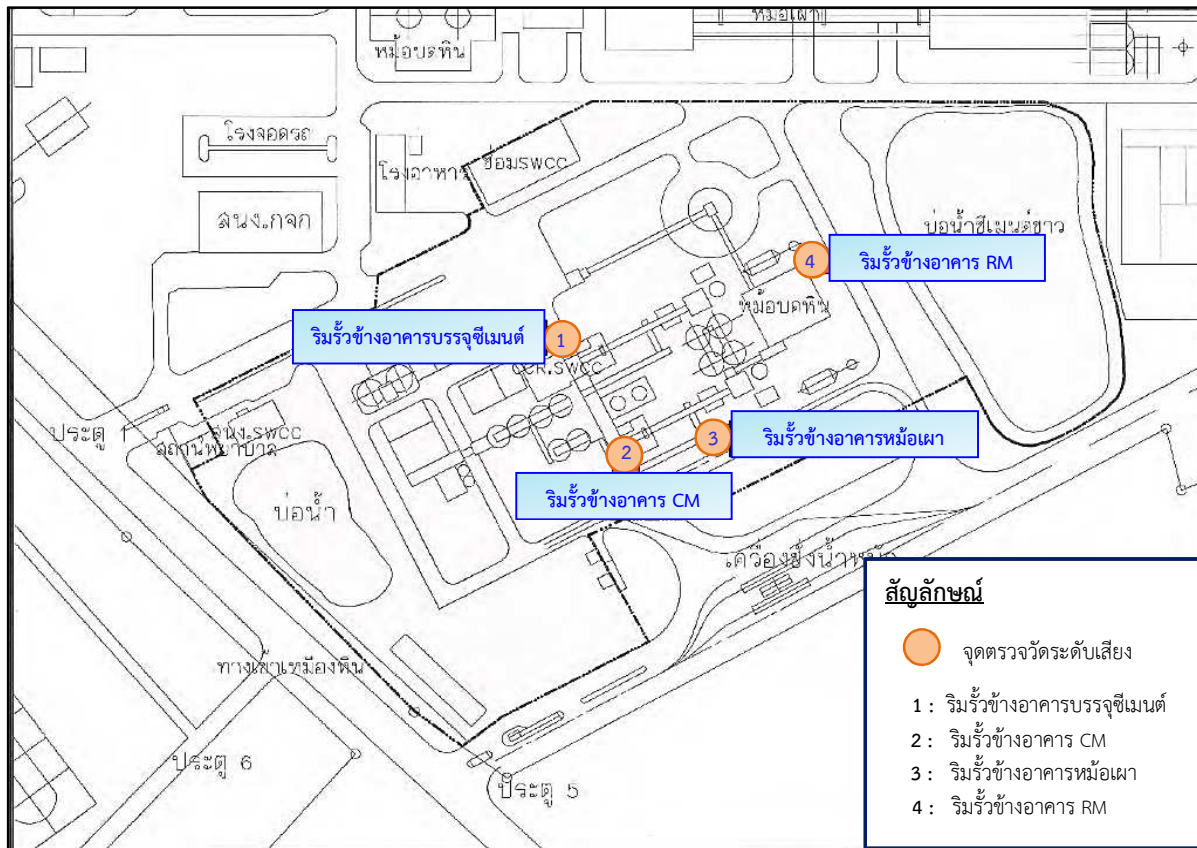 หม้อเผา
หม้อบดหิน
โรงจอดรถ
โรงอาหาร
ซ่อมSWCC
สนง.กจก
บ่อน้ำซีเมนต์ขาว
4
ริมรั้วข้างอาคาร RM
หม้อบดหิน
ริมรั้วข้างอาคารบรรจุซีเมนต์
1
CCR.SWCC
ประตู 1
สนง.SWCC
สถานพยาบาล
3
ริมรั้วข้างอาคารหม้อเผา
2
ริมรั้วข้างอาคาร CM
บ่อน้ำ
เครื่องชั่งน้ำหนัก
ทางเข้าเหมืองหิน
ประตู 6
ประตู 5
สัญลักษณ์
จุดตรวจวัดระดับเสียง
1 : ริมรั้วข้างอาคารบรรจุซีเมนต์
2 : ริมรั้วข้างอาคาร CM
3 : ริมรั้วข้างอาคารหม้อเผา
4 : ริมรั้วข้างอาคาร RM